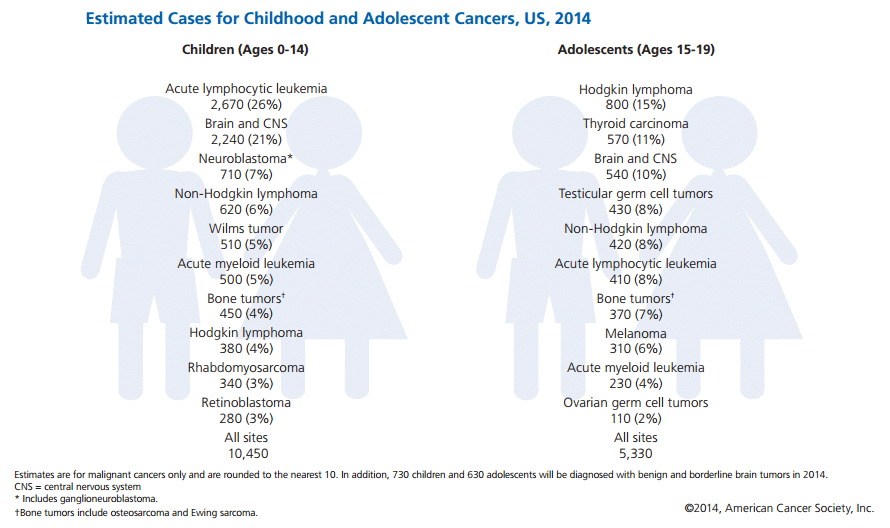 Estimated Cases for Childhood and Adolescent Cancers, US, 2014
Children (Ages 0-14)
Acute lymphocytic leukemia
2,670 (26%)
Brain and CNS
2,240 (21%)
Neuroblastoma*
710 (7%)
Non-Hodgkin lymphoma
620 (6%)
Wilms tumor
510 (5%)
Acute myeloid leukemia
500 (5%)
Bone tumors†
450 (4%)
Hodgkin lymphoma
380 (4%)
Rhabdomyosarcoma
340 (3%)
Retinoblastoma
280 (3%)
All sites
10,450
Adolescents (Ages 15-19)
Hodgkin lymphoma
800 (15%)
Thyroid carcinoma
570 (11%)
Brain and CNS
540 (10%)
Testicular germ cell tumors
430 (8%)
Non-Hodgkin lymphoma
420 (8%)
Acute lymphocytic leukemia
410 (8%)
Bone tumors†
370 (7%)
Melanoma
310 (6%)
Acute myeloid leukemia
230 (4%)
Ovarian germ cell tumors
110 (2%)
All sites
5,330
Estimates are for malignant cancers only and are rounded to the nearest 10. In addition, 730 children and 630 adolescents will be diagnosed with benign and borderline brain tumors in 2014.
CNS = central nervous system
* Includes ganglioneuroblastoma.
†Bone tumors include osteosarcoma and Ewing sarcoma.
©2014, American Cancer Society, Inc.